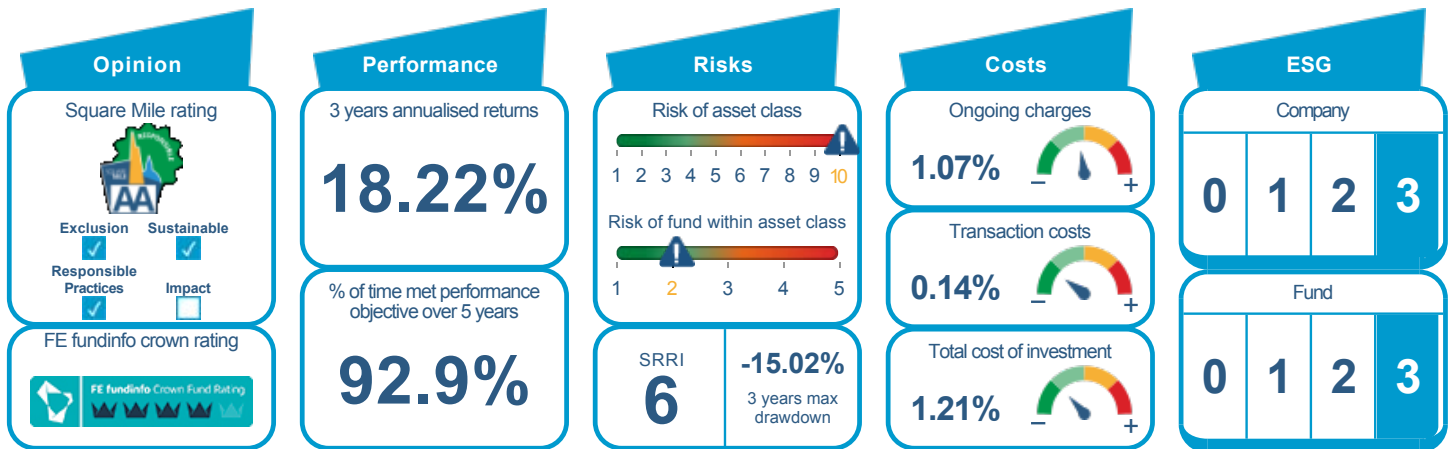 Opinion
Square Mile rating
RESPONSIBLE
AA
Exclusion Sustainable
Responsible
Practices Impact
FE fundinfo crown rating
FE fundinfo Crown Fund Rating
Performance
3 years annualised returns
18.22%
% of time met performance
objective over 5 years
92.9%
Risks
Risk of asset class
1 2 3 4 5 6 7 8 9 10
Risk of fund within asset class
1 2 3 4 5
SRRI
6
-15.02%
3 years max
drawdown
Costs
Ongoing charges
1.07%
− +
Transaction costs
0.14%
− +
Total cost of investment
1.21%
− +
ESG
Company
0 1 2 3
Fund
0 1 2 3